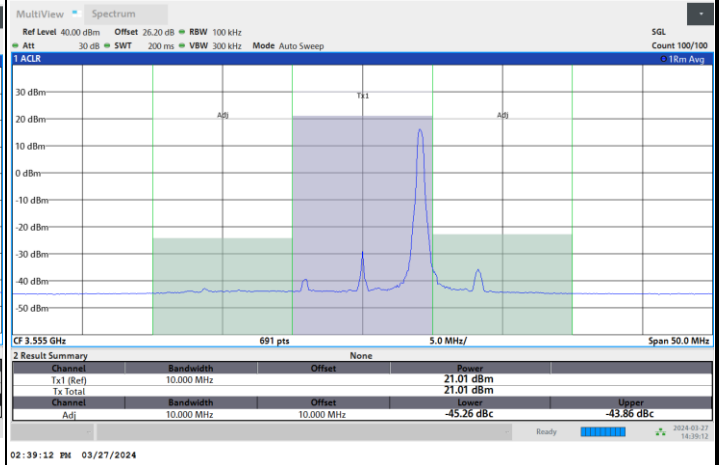 MultiView Spectrum
Ref Level 40.00 dBm Offset 26.20 dB RBW 100 kHz SGL
Att 30 dB SWT 200 ms VBW 300 kHz Mode Auto Sweep Count 100/100
1 ACLR 1Rm Avg
30 dBm
Tx1
20 dBm Adj Adj
10 dBm
0 dBm
-10 dBm
-20 dBm
-30 dBm
-40 dBm
-50 dBm
CF 3.555 GHz 691 pts 5.0 MHz/ Span 50.0 MHz
2 Result Summary None
Channel Bandwidth Offset Power
Tx1 (Ref) 10.000 MHz 21.01 dBm
Tx Total 21.01 dBm
Channel Bandwidth Offset Lower Upper
Adj 10.000 MHz 10.000 MHz -45.26 dBc -43.86 dBc
Ready 2024-03-27
14:39:12
02:39:12 PM 03/27/2024